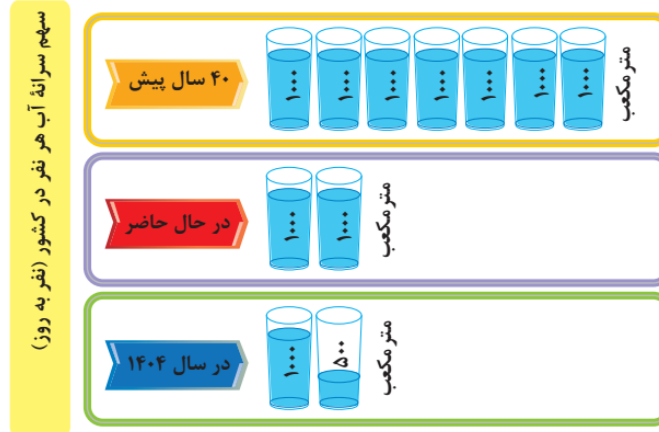 سهم سرانهٔ آب هر نفر در کشور (نفر به روز)
۴۰ سال پیش
۱۰۰۰ ۱۰۰۰ ۱۰۰۰ ۱۰۰۰ ۱۰۰۰ ۱۰۰۰ ۱۰۰۰
متر مکعب
در حال حاضر
۱۰۰۰ ۱۰۰۰
متر مکعب
در سال ۱۴۰۴
۱۰۰۰ ۵۰۰
متر مکعب